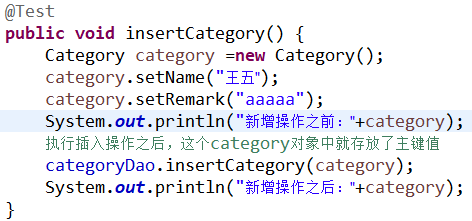 @Test
public void insertCategory() {
Category category =new Category();
category.setName("王五");
category.setRemark("aaaaa");
System.out.println("新增操作之前："+category);
执行插入操作之后，这个category对象中就存放了主键值
categoryDao.insertCategory(category);
System.out.println("新增操作之后："+category);
}